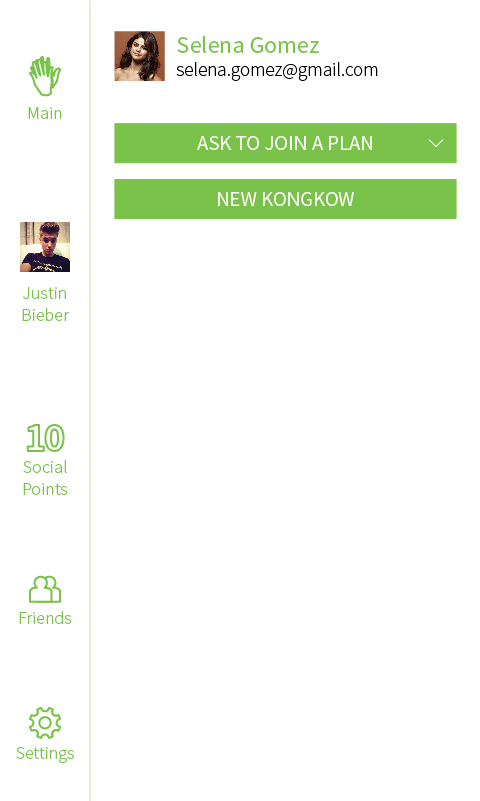 Main
Justin
Bieber
10
Social
Points
Friends
Settings
Selena Gomez
selena.gomez@gmail.com
ASK TO JOIN A PLAN
NEW KONGKOW